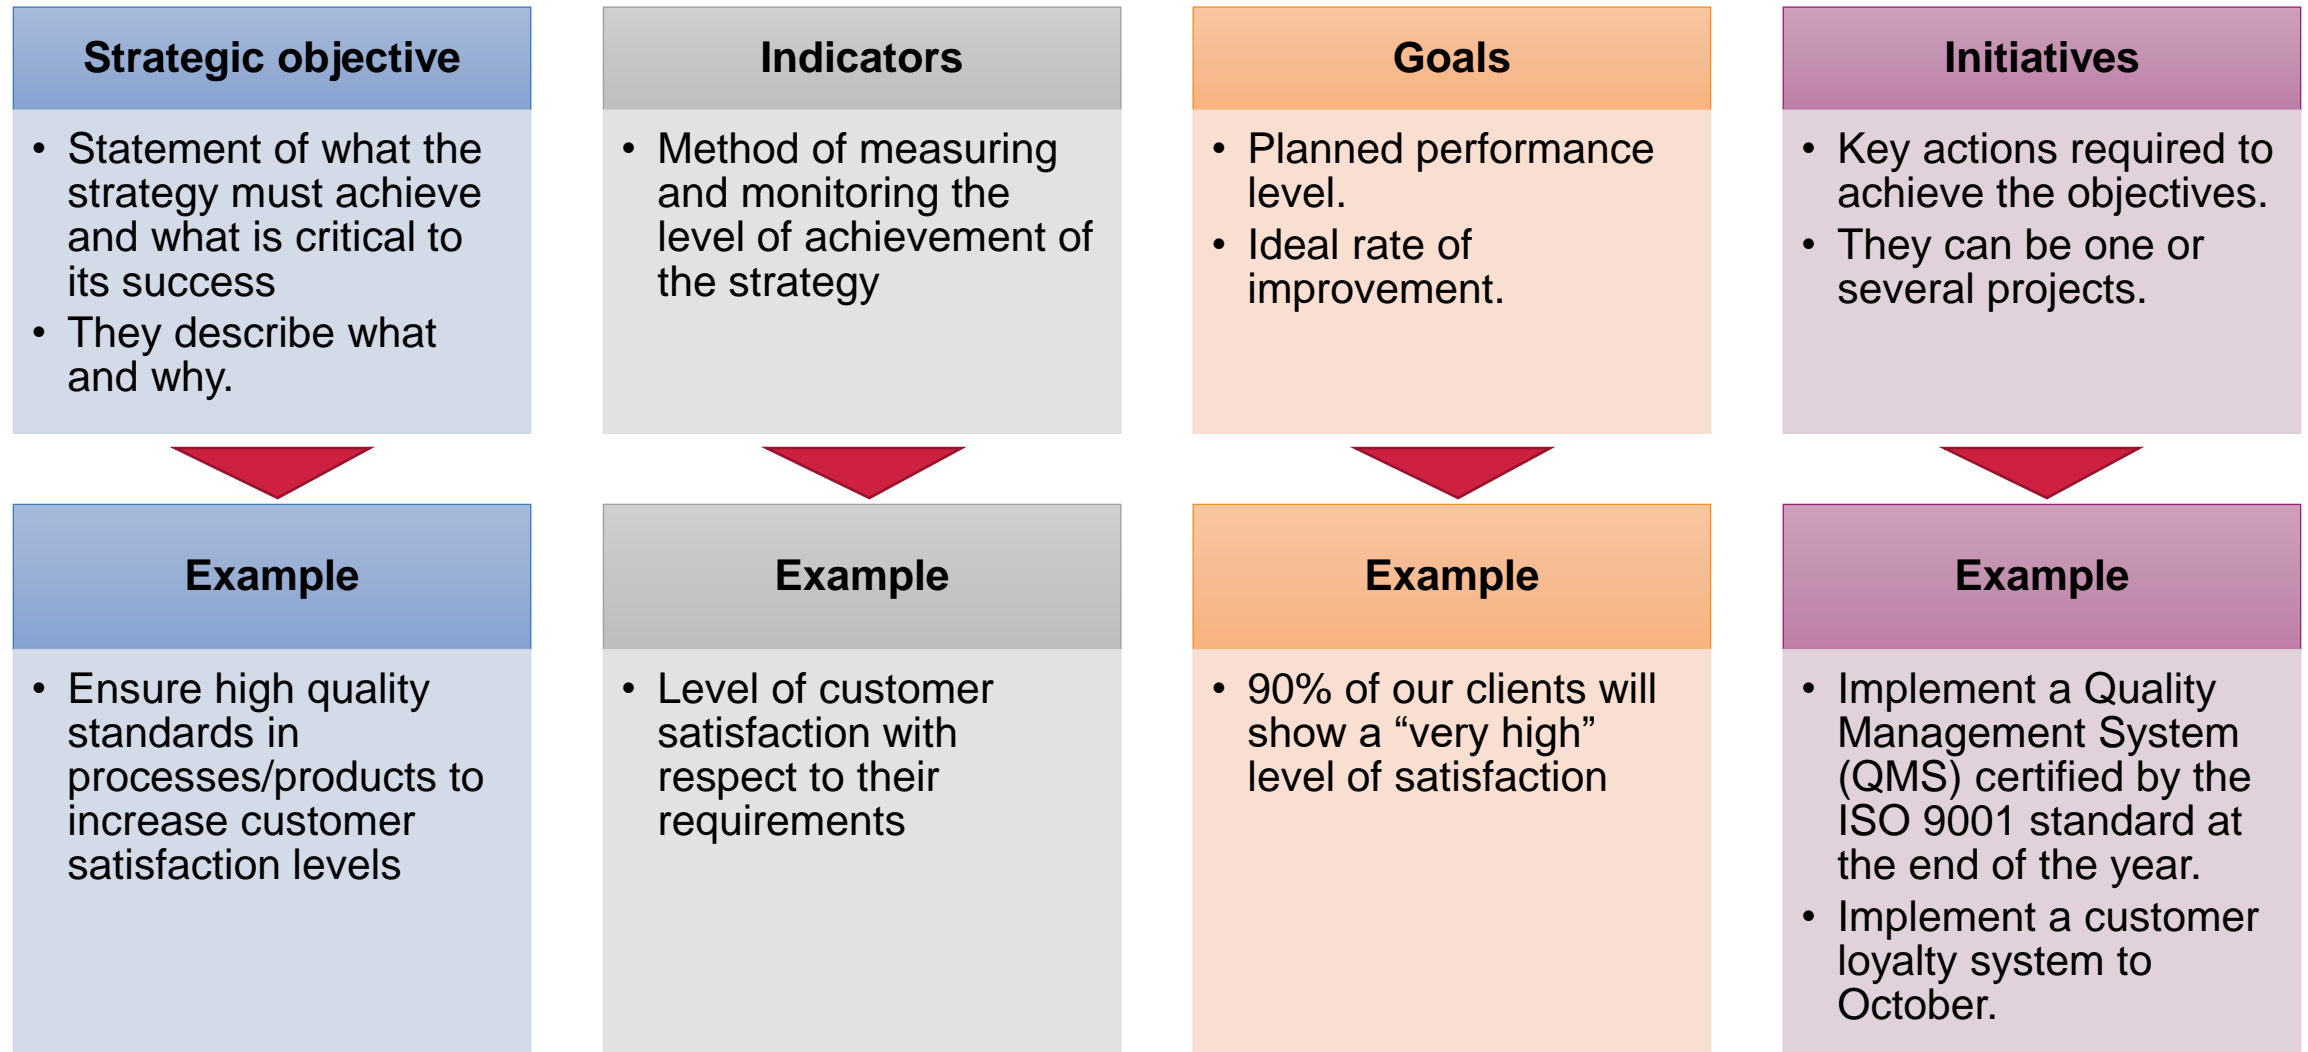 Strategic objective
• Statement of what the
strategy must achieve
and what is critical to
its success
• They describe what
and why.
Indicators
• Method of measuring
and monitoring the
level of achievement of
the strategy
Goals
• Planned performance
level.
• Ideal rate of
improvement.
Initiatives
• Key actions required to
achieve the objectives.
• They can be one or
several projects.
Example
• Ensure high quality
standards in
processes/products to
increase customer
satisfaction levels
Example
• Level of customer
satisfaction with
respect to their
requirements
Example
• 90% of our clients will
show a “very high”
level of satisfaction
Example
• Implement a Quality
Management System
(QMS) certified by the
ISO 9001 standard at
the end of the year.
• Implement a customer
loyalty system to
October.